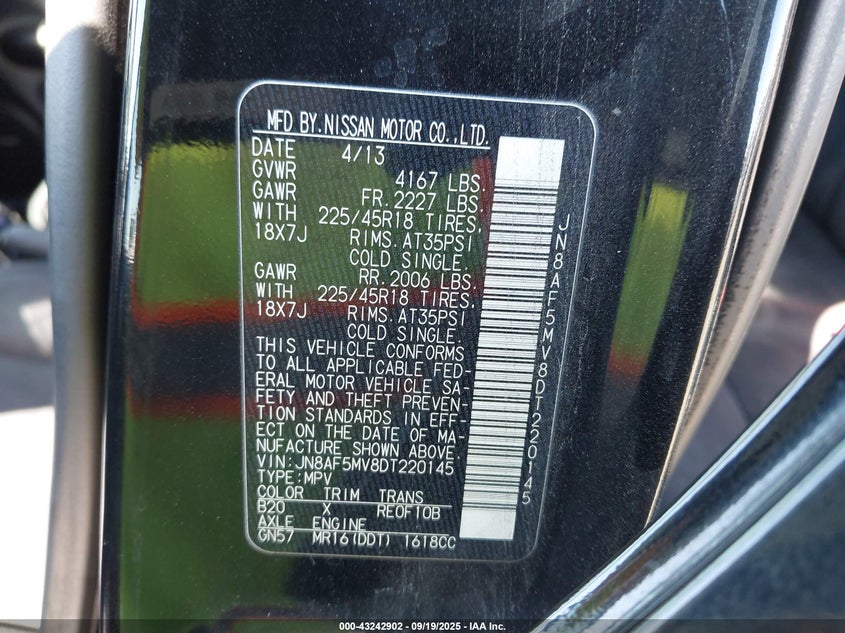 MFD BY.NISSAN MOTOR CO.,LTD.
DATE 4/13
GVWR 4167 LBS.
GAWR FR. 2227 LBS.
WITH 225/45R18 TIRES,
18X7J RIMS. AT35PSI
COLD SINGLE.
GAWR RR. 2006 LBS.
WITH 225/45R18 TIRES,
18X7J RIMS. AT35PSI
COLD SINGLE.
THIS VEHICLE CONFORMS
TO ALL APPLICABLE FED-
ERAL MOTOR VEHICLE SA-
FETY AND THEFT PREVEN-
TION STANDARDS IN EFF-
ECT ON THE DATE OF MA-
NUFACTURE SHOWN ABOVE.
VIN:JN8AF5MV8DT220145
TYPE:MPV
COLOR TRIM TRANS
B20 X REOF10B
AXLE ENGINE
GN57 MR16(DDT) 1618CC
JN8AF5MV8DT220145
000-43242902 - 09/19/2025 - IAA Inc.